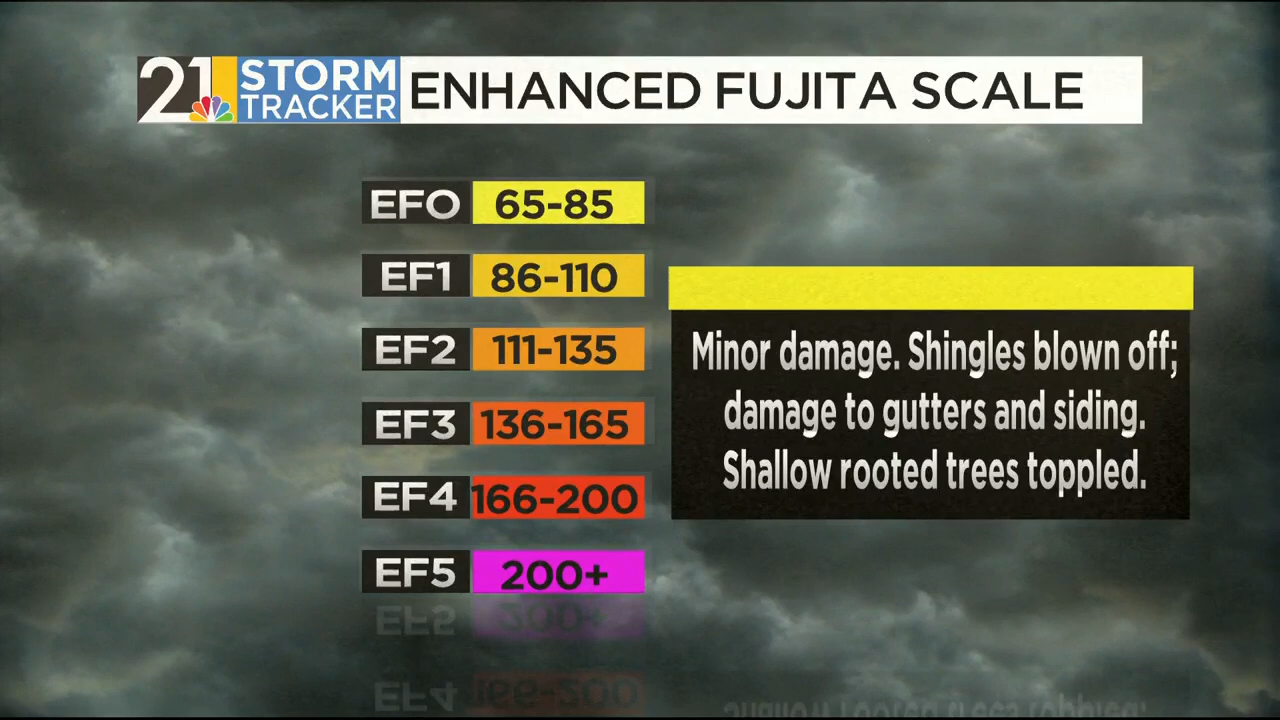 21 STORM TRACKER ENHANCED FUJITA SCALE
EF0 65-85
EF1 86-110
EF2 111-135
EF3 136-165
EF4 166-200
EF5 200+
Minor damage. Shingles blown off;
damage to gutters and siding.
Shallow rooted trees toppled.